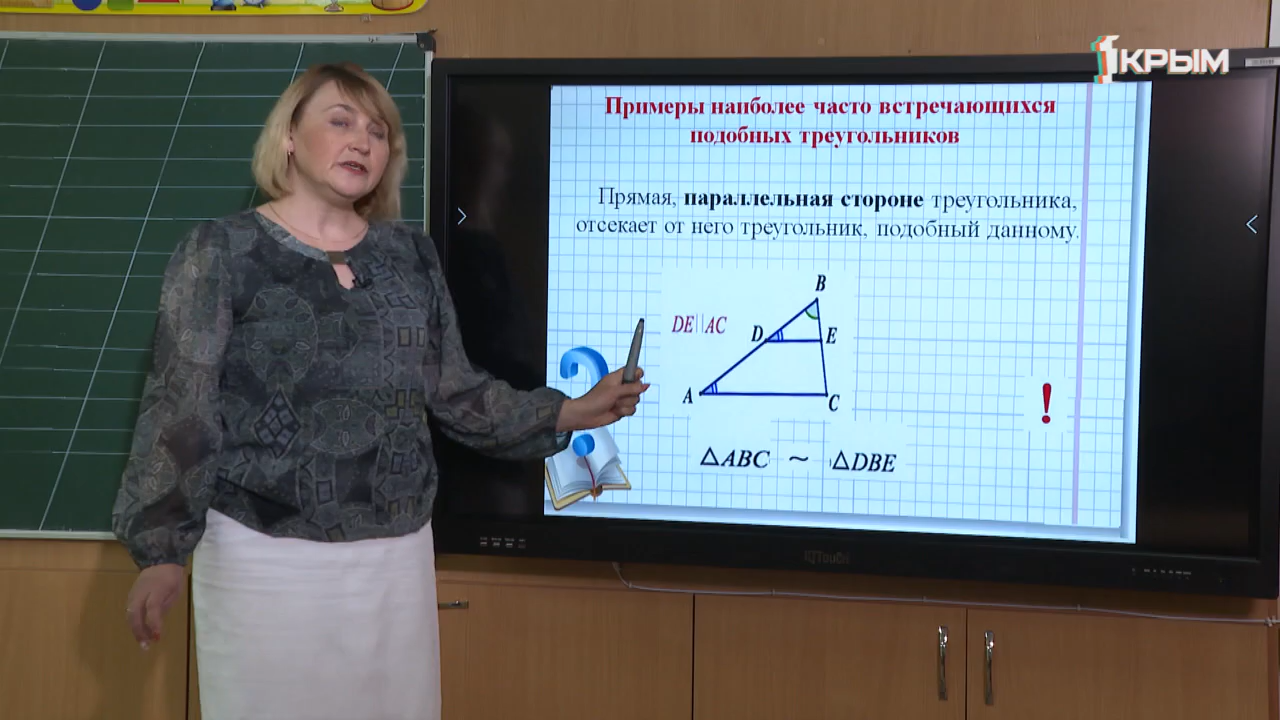 1КРЫМ
Примеры наиболее часто встречающихся
подобных треугольников
Прямая, параллельная стороне треугольника,
отсекает от него треугольник, подобный данному.
B
DE||AC
D
E
A
C
!
△ABC ~ △DBE